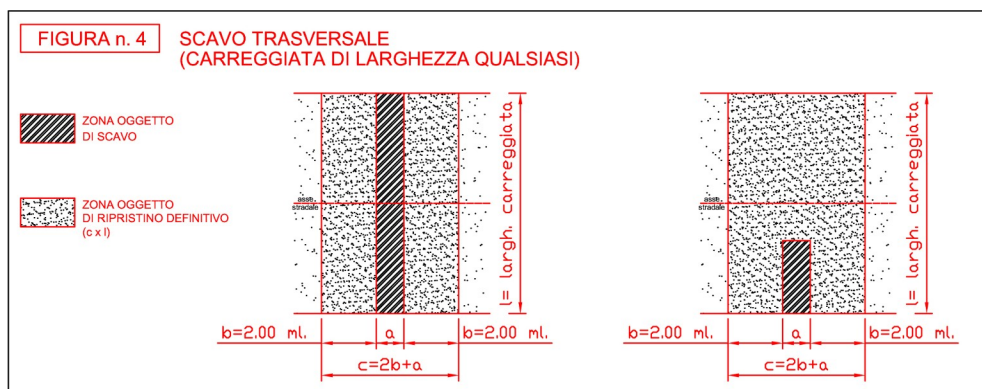 FIGURA n. 4
SCAVO TRASVERSALE
(CARREGGIATA DI LARGHEZZA QUALSIASI)
ZONA OGGETTO
DI SCAVO
ZONA OGGETTO
DI RIPRISTINO DEFINITIVO
(c x l)
asse
stradale
l= largh. carreggiata
b=2.00 ml.
a
b=2.00 ml.
c=2b+a
asse
stradale
l= largh. carreggiata
b=2.00 ml.
a
b=2.00 ml.
c=2b+a